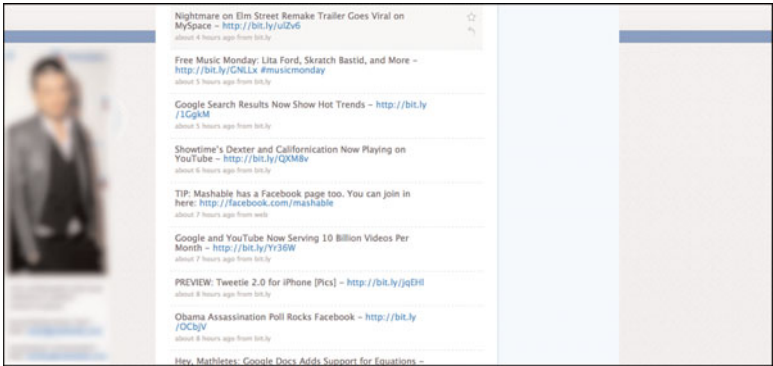 Nightmare on Elm Street Remake Trailer Goes Viral on
MySpace – http://bit.ly/ulZv6
about 4 hours ago from bit.ly
Free Music Monday: Lita Ford, Skratch Bastid, and More –
http://bit.ly/GNLLx #musicmonday
about 5 hours ago from bit.ly
Google Search Results Now Show Hot Trends – http://bit.ly
/1GgkM
about 5 hours ago from bit.ly
Showtime's Dexter and Californication Now Playing on
YouTube – http://bit.ly/QXM8v
about 6 hours ago from bit.ly
TIP: Mashable has a Facebook page too. You can join in
here: http://facebook.com/mashable
about 7 hours ago from web
Google and YouTube Now Serving 10 Billion Videos Per
Month – http://bit.ly/Yr36W
about 7 hours ago from bit.ly
PREVIEW: Tweetie 2.0 for iPhone [Pics] – http://bit.ly/jqEHl
about 8 hours ago from bit.ly
Obama Assassination Poll Rocks Facebook – http://bit.ly
/OCbjV
about 8 hours ago from bit.ly
Hey, Mathletes: Google Docs Adds Support for Equations –